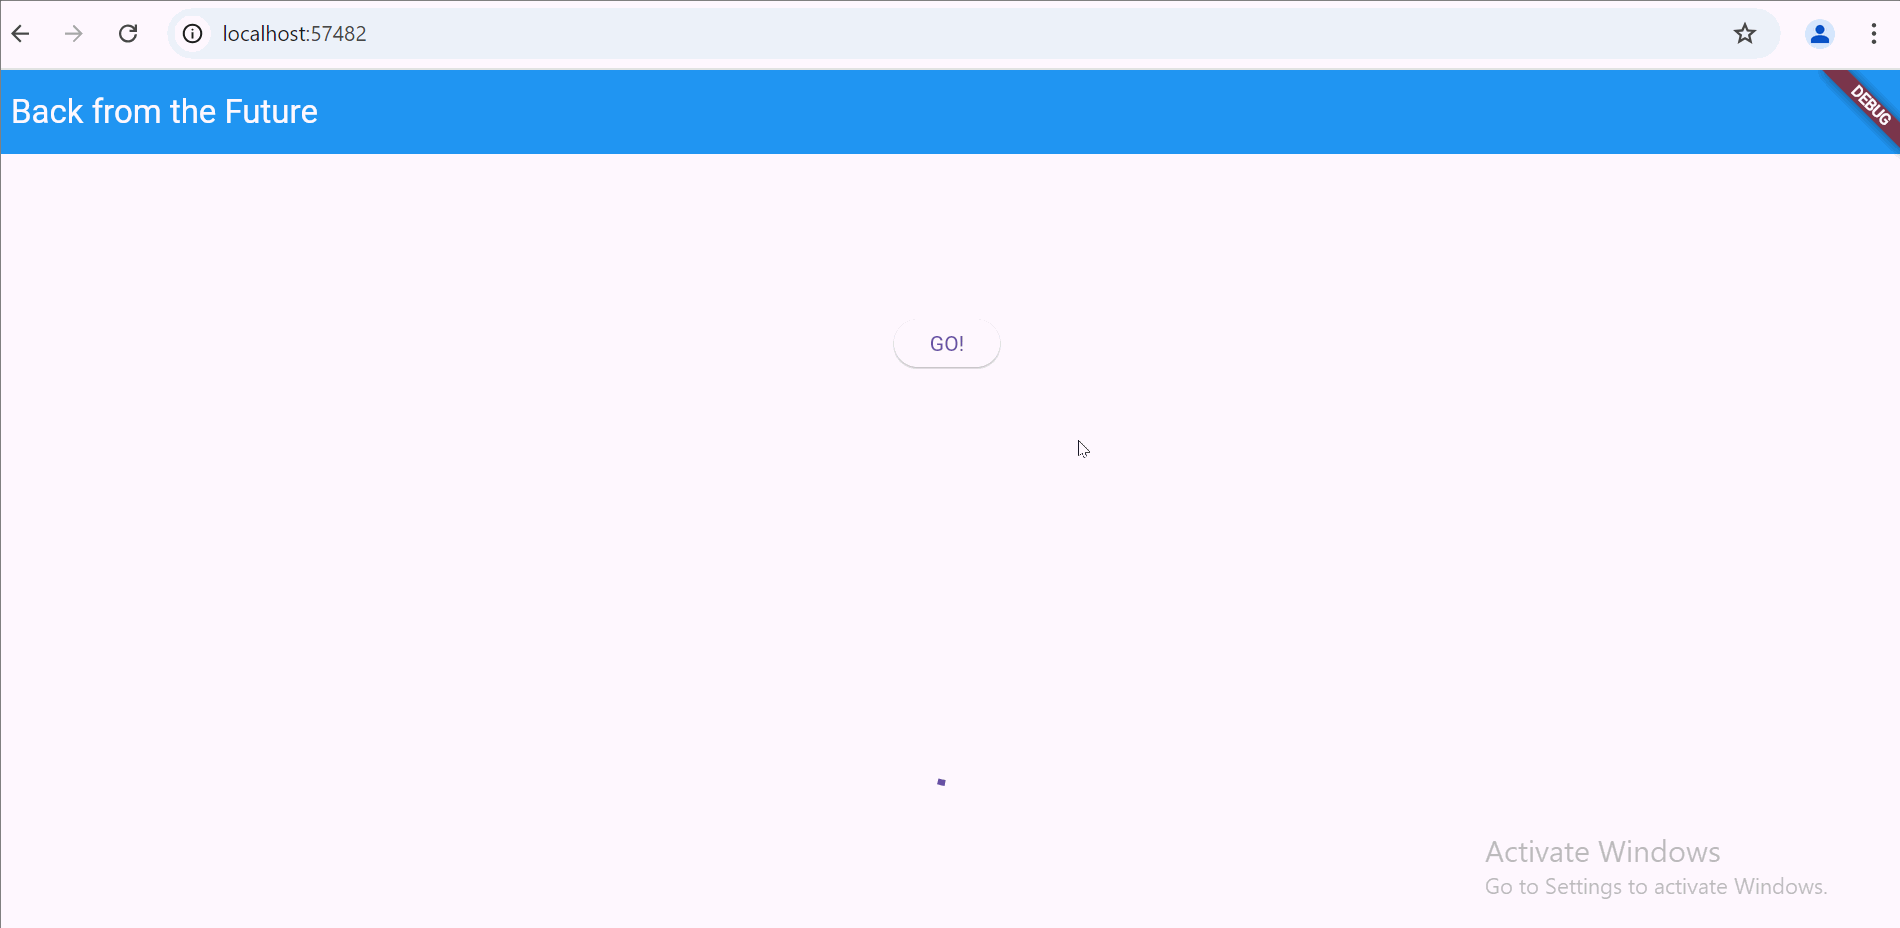 localhost:57482
Back from the Future
DEBUG
GO!
Activate Windows
Go to Settings to activate Windows.